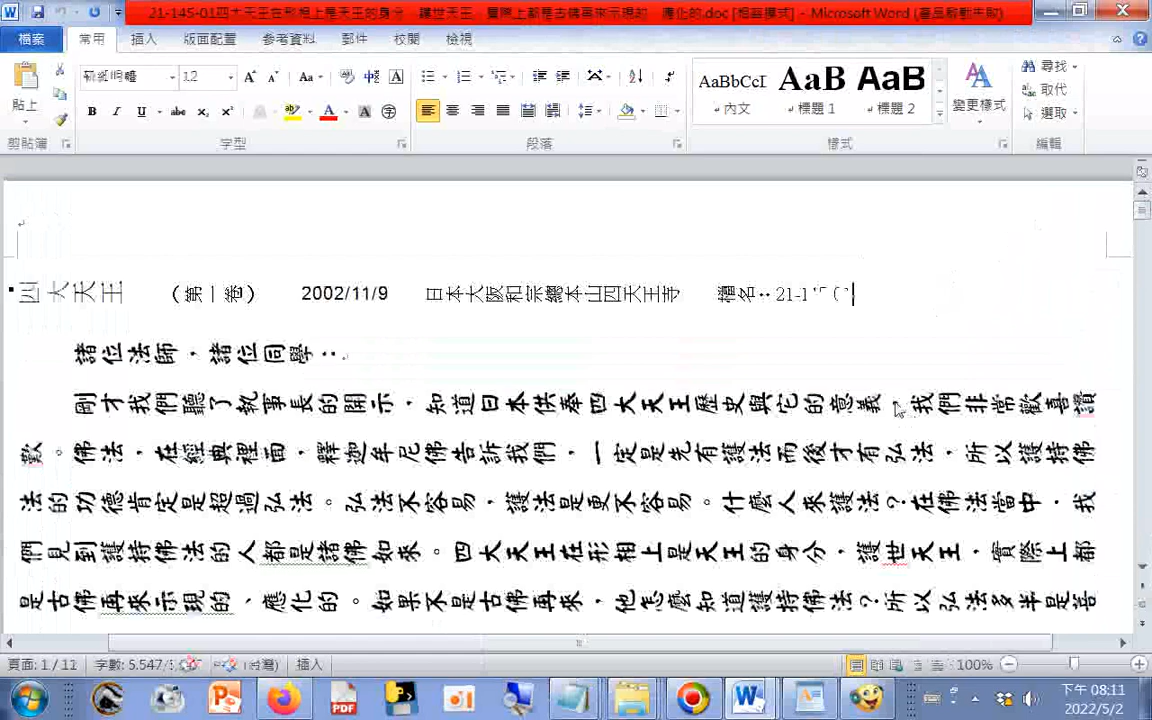 21-145-01四大天王在形相上是天王的身分,護世天王,實際上都是古佛再來示現的、應化的.doc [相容模式] - Microsoft Word (產品啟動失敗)
檔案 常用 插入 版面配置 參考資料 郵件 校閱 檢視
12 AaBbCcI AaB AaB 尋找
貼上 內文 標題 1 標題 2 變更樣式 取代
選取
剪貼簿 字型 段落 樣式 編輯
四大天王 (第一卷) 2002/11/9 日本大阪和宗總本山四天王寺 檔名:21-1
諸位法師,諸位同學:
剛才我們聽了執事長的開示,知道日本供奉四大天王歷史與它的意義,我們非常歡喜讚
歎。佛法,在經典裡面,釋迦牟尼佛告訴我們,一定是先有護法而後才有弘法,所以護持佛
法的功德肯定是超過弘法。弘法不容易,護法是更不容易。什麼人來護法?在佛法當中,我
們見到護持佛法的人都是諸佛如來。四大天王在形相上是天王的身分,護世天王,實際上都
是古佛再來示現的、應化的。如果不是古佛再來,他怎麼知道護持佛法?所以弘法多半是菩
頁面: 1 / 11 字數: 5,547/ (台灣) 插入 100%
下午 08:11
2022/5/2